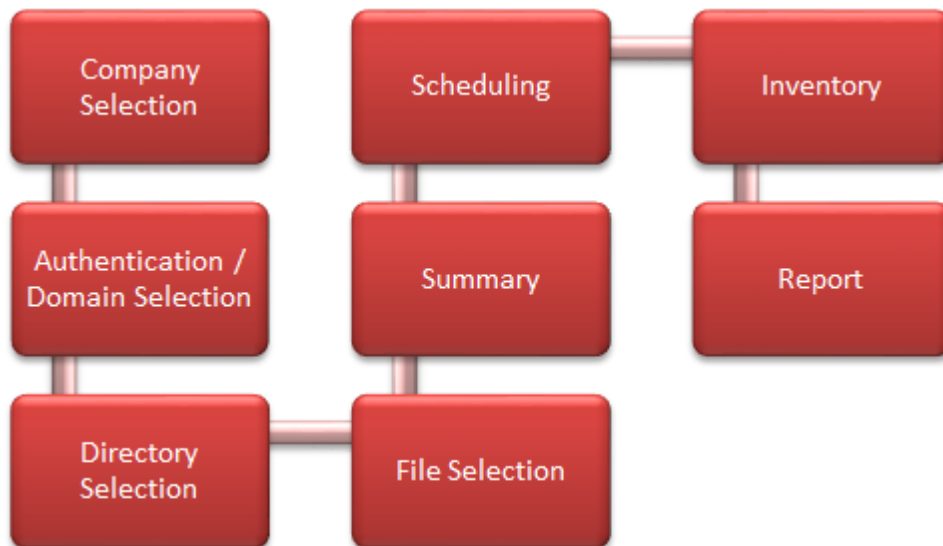 Company
Selection
Authentication /
Domain Selection
Directory
Selection
File Selection
Summary
Scheduling
Inventory
Report